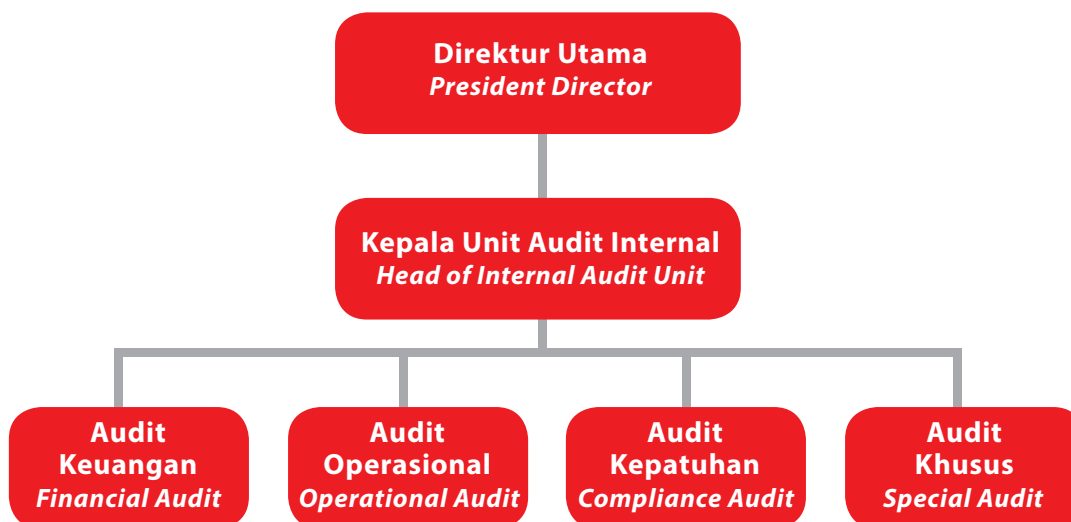 Direktur Utama
President Director
Kepala Unit Audit Internal
Head of Internal Audit Unit
Audit
Keuangan
Financial Audit
Audit
Operasional
Operational Audit
Audit
Kepatuhan
Compliance Audit
Audit
Khusus
Special Audit